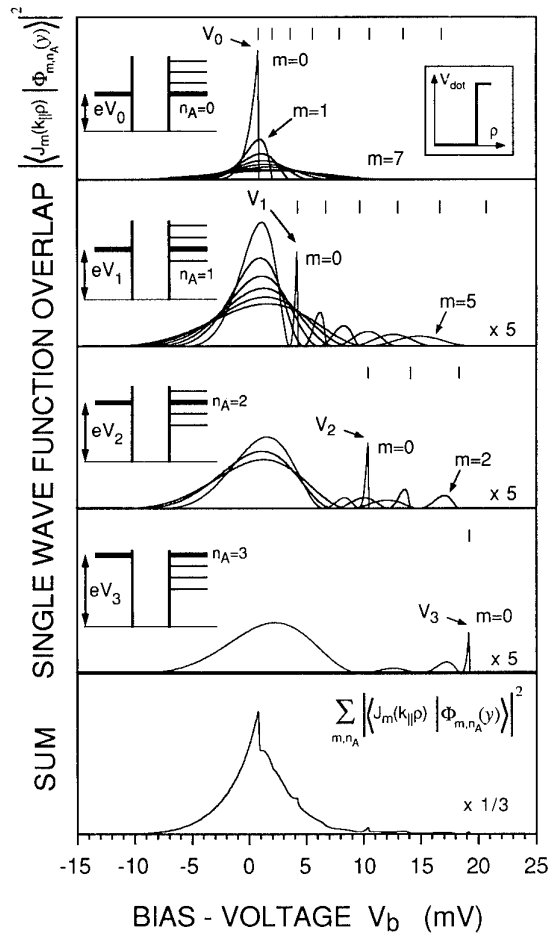 SINGLE WAVE FUNCTION OVERLAP |⟨J_m(k_∥ρ) |Φ_{m,n_A}(y)⟩|²
V₀
m=0
m=1
m=7
eV₀
n_A=0
V_dot
ρ
V₁
m=0
m=5
eV₁
n_A=1
x 5
V₂
m=0
m=2
eV₂
n_A=2
x 5
V₃
m=0
eV₃
n_A=3
x 5
SUM
∑_{m,n_A} |⟨J_m(k_∥ρ) |Φ_{m,n_A}(y)⟩|²
x 1/3
-15 -10 -5 0 5 10 15 20 25
BIAS - VOLTAGE V_b (mV)